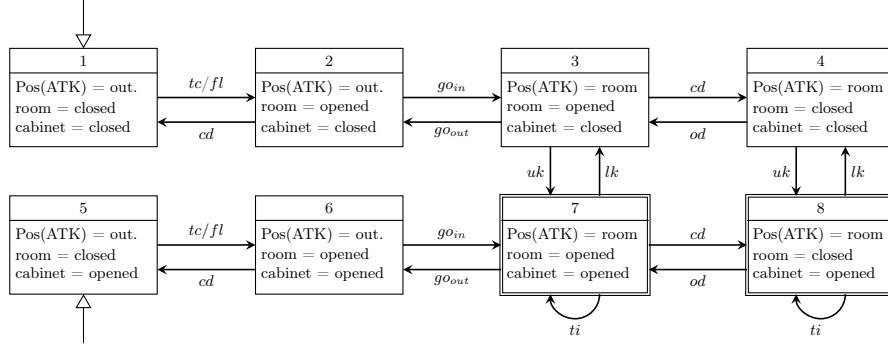 1
Pos(ATK) = out.
room = closed
cabinet = closed
tc/fl
cd
2
Pos(ATK) = out.
room = opened
cabinet = closed
go_in
go_out
3
Pos(ATK) = room
room = opened
cabinet = closed
cd
od
4
Pos(ATK) = room
room = closed
cabinet = closed
uk
lk
uk
lk
5
Pos(ATK) = out.
room = closed
cabinet = opened
tc/fl
cd
6
Pos(ATK) = out.
room = opened
cabinet = opened
go_in
go_out
7
Pos(ATK) = room
room = opened
cabinet = opened
cd
od
8
Pos(ATK) = room
room = closed
cabinet = opened
ti
ti